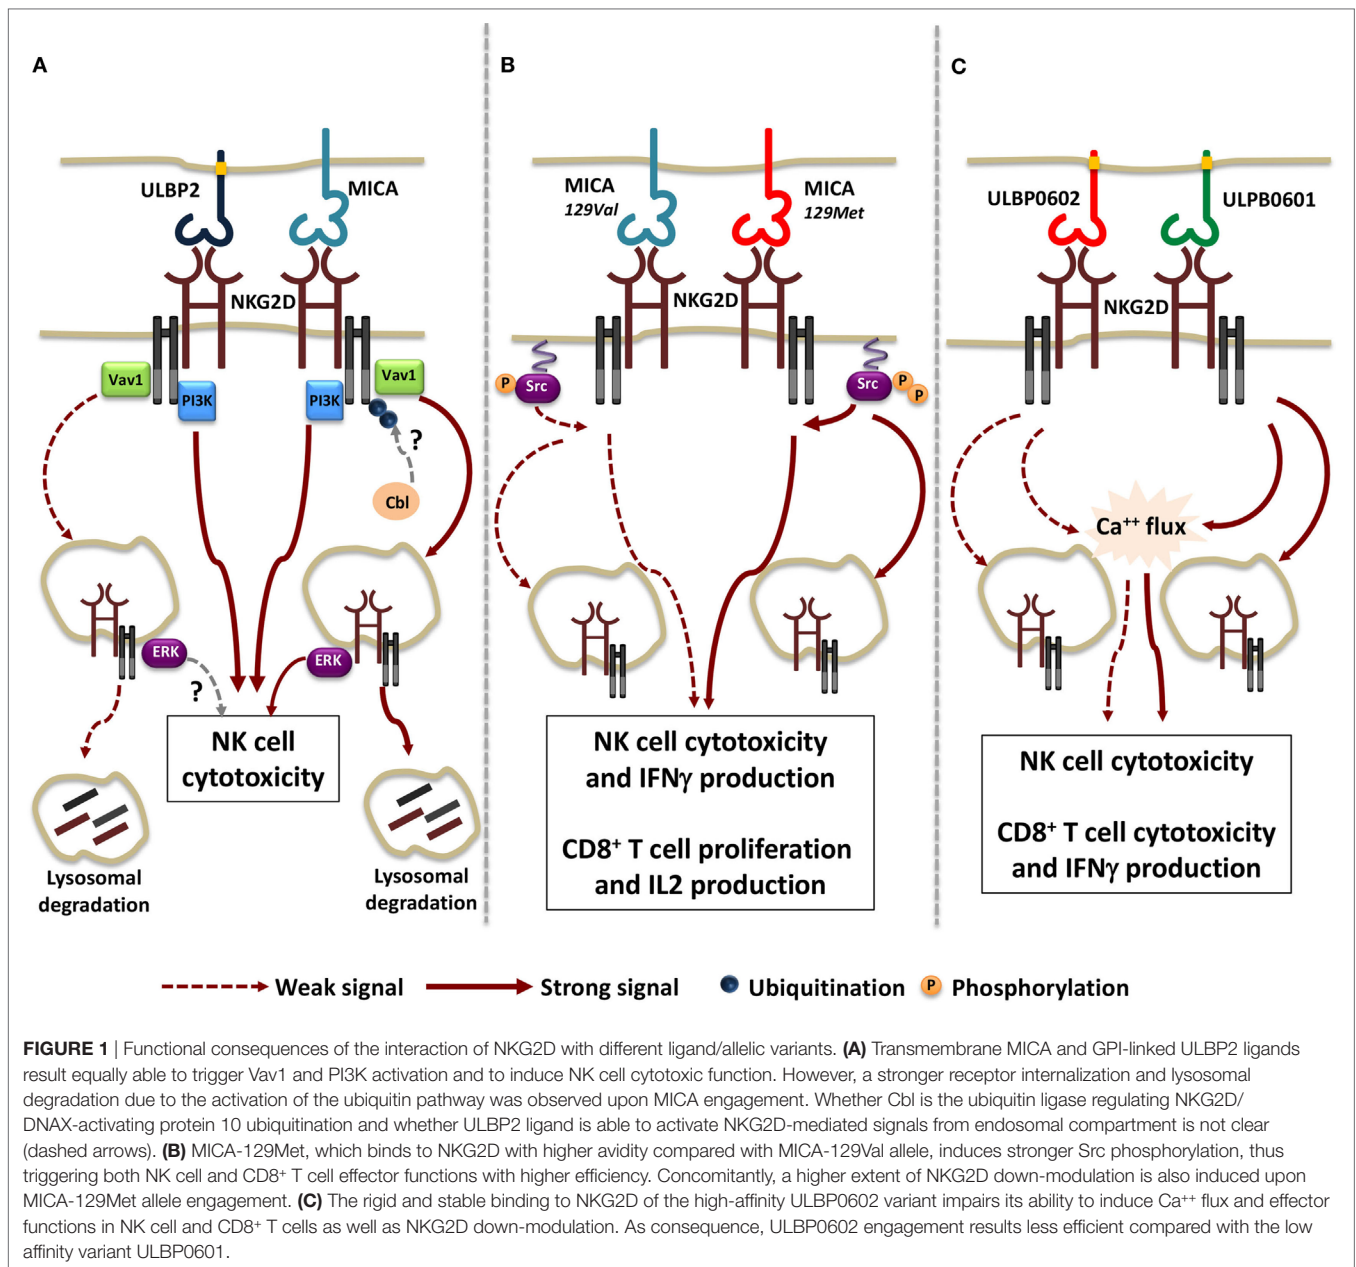 A
B
C
ULBP2
MICA
NKG2D
Vav1
PI3K
PI3K
Vav1
?
Cbl
ERK
ERK
?
NK cell
cytotoxicity
Lysosomal
degradation
Lysosomal
degradation
MICA
129Val
MICA
129Met
NKG2D
P
Src
Src
P
P
NK cell cytotoxicity
and IFNγ production
CD8+ T cell proliferation
and IL2 production
ULBP0602
ULPB0601
NKG2D
Ca++ flux
NK cell cytotoxicity
CD8+ T cell cytotoxicity
and IFNγ production
Weak signal
Strong signal
Ubiquitination
P
Phosphorylation
FIGURE 1 | Functional consequences of the interaction of NKG2D with different ligand/allelic variants. (A) Transmembrane MICA and GPI-linked ULBP2 ligands
result equally able to trigger Vav1 and PI3K activation and to induce NK cell cytotoxic function. However, a stronger receptor internalization and lysosomal
degradation due to the activation of the ubiquitin pathway was observed upon MICA engagement. Whether Cbl is the ubiquitin ligase regulating NKG2D/
DNAX-activating protein 10 ubiquitination and whether ULBP2 ligand is able to activate NKG2D-mediated signals from endosomal compartment is not clear
(dashed arrows). (B) MICA-129Met, which binds to NKG2D with higher avidity compared with MICA-129Val allele, induces stronger Src phosphorylation, thus
triggering both NK cell and CD8+ T cell effector functions with higher efficiency. Concomitantly, a higher extent of NKG2D down-modulation is also induced upon
MICA-129Met allele engagement. (C) The rigid and stable binding to NKG2D of the high-affinity ULBP0602 variant impairs its ability to induce Ca++ flux and effector
functions in NK cell and CD8+ T cells as well as NKG2D down-modulation. As consequence, ULBP0602 engagement results less efficient compared with the low
affinity variant ULBP0601.